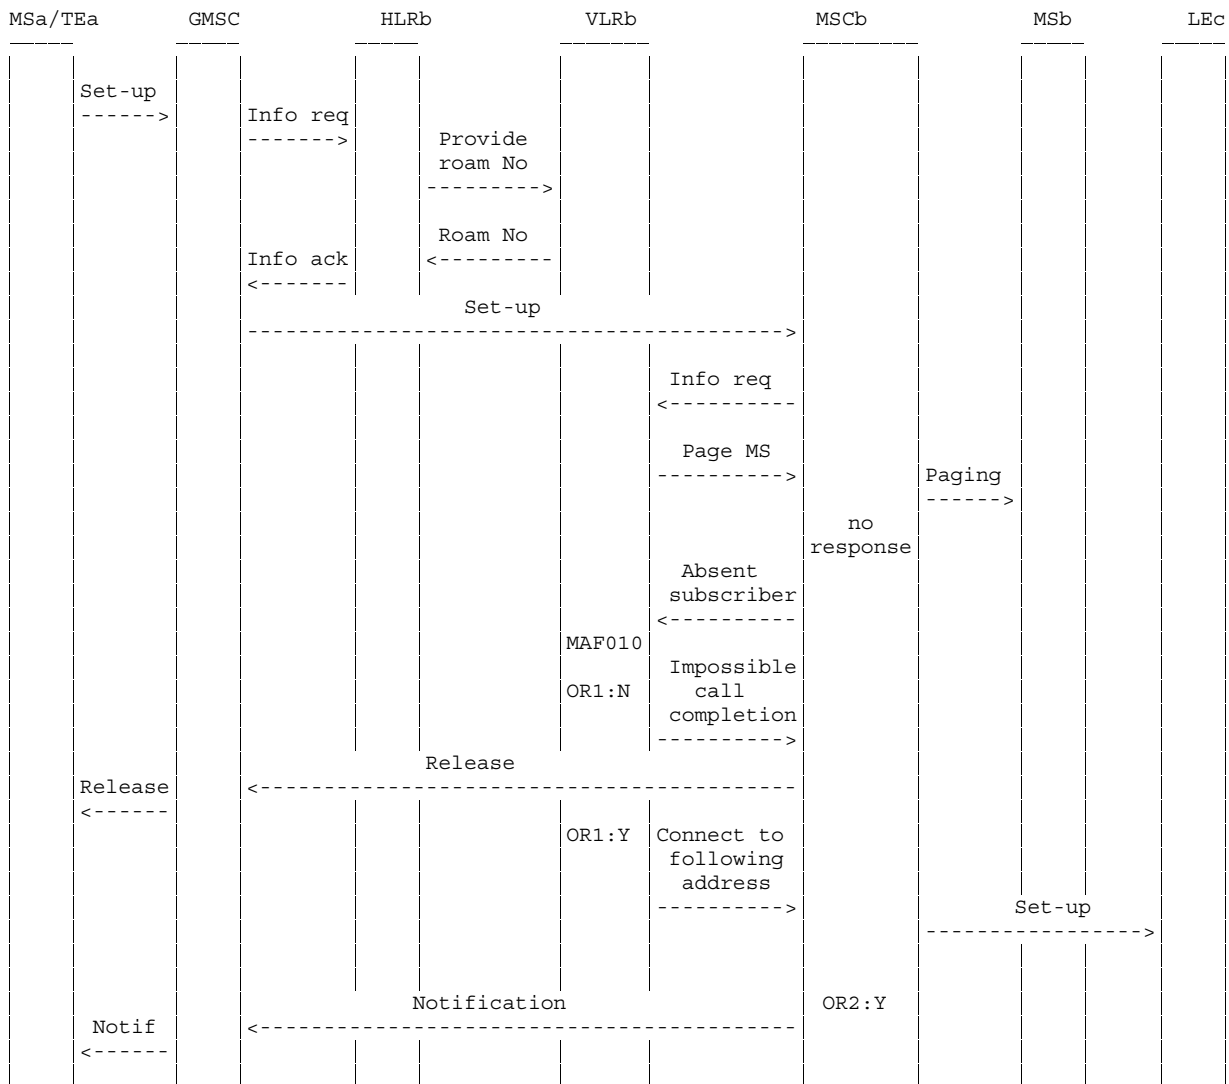 MSa/TEa GMSC HLRb VLRb MSCb MSb LEc
Set-up
------>
Info req
------->
Provide
roam No
--------->
Roam No
Info ack
<---------
<-------
Set-up
------------------------------------------>
Info req
<----------
Page MS
---------->
Paging
------>
no
response
Absent
subscriber
<----------
MAF010
Impossible
OR1:N call
completion
---------->
Release
Release
<------------------------------------------
<------
OR1:Y Connect to
following
address
---------->
Set-up
----------------->
Notification OR2:Y
Notif
<------------------------------------------
<------